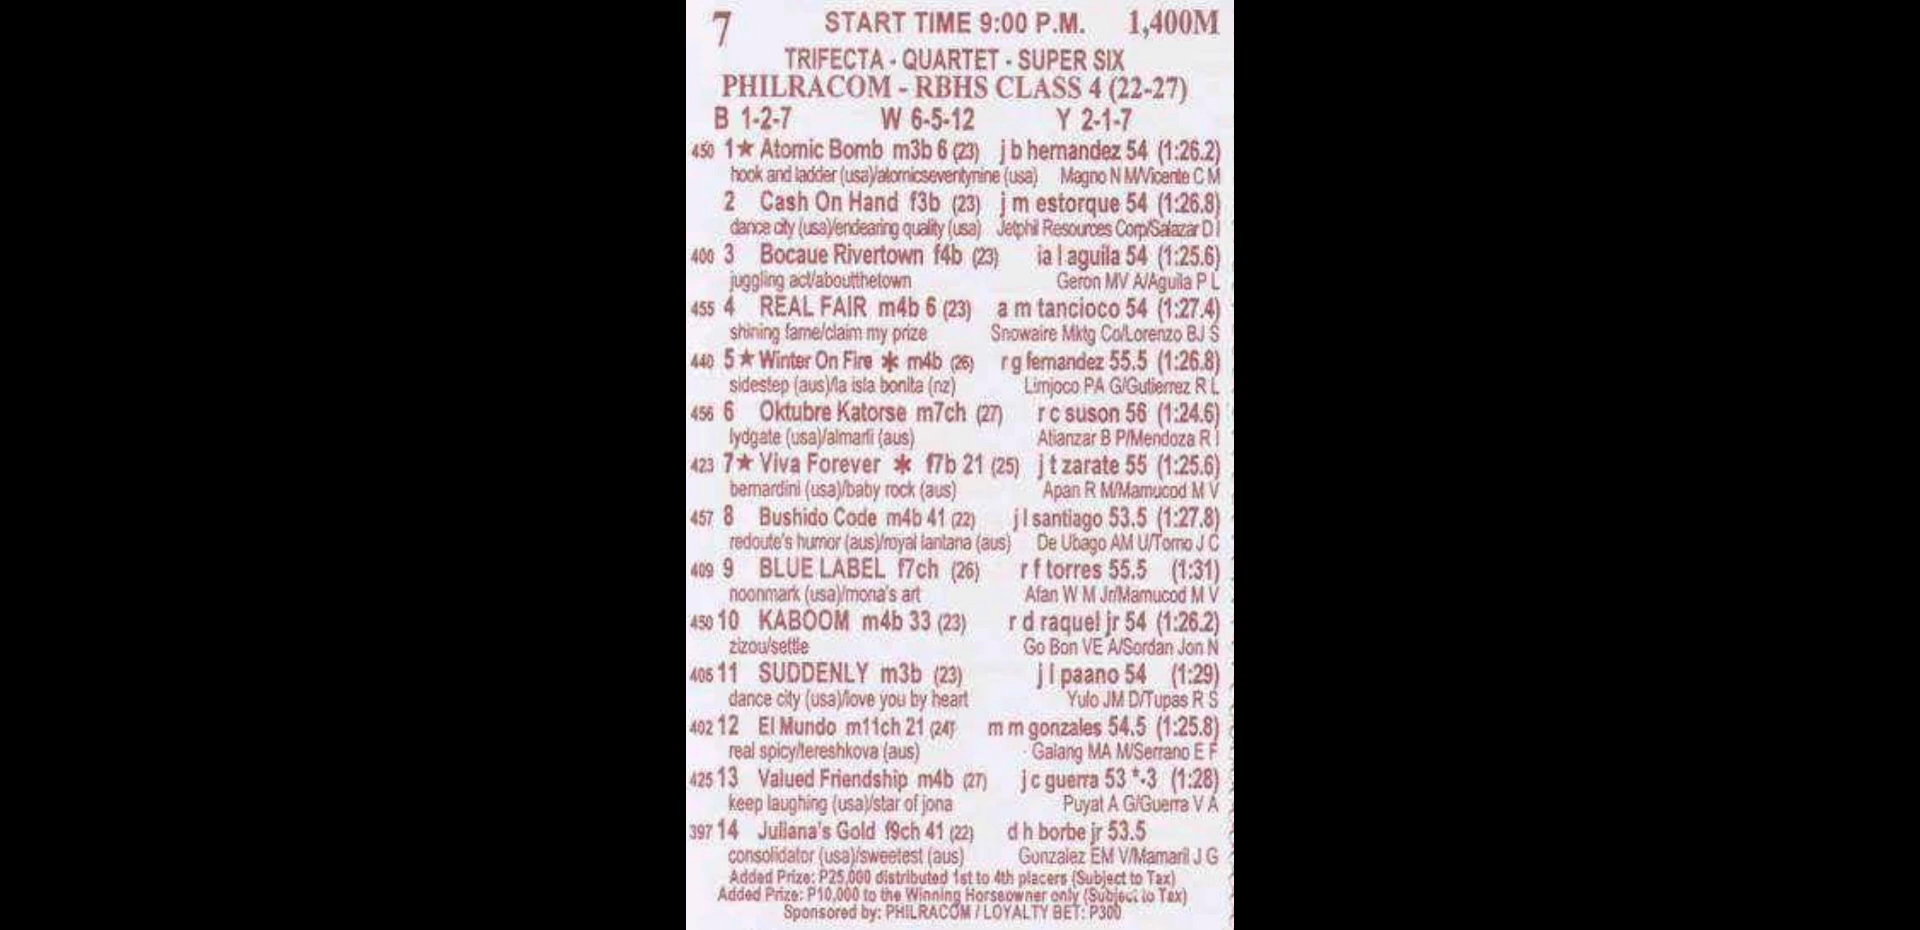 7 START TIME 9:00 P.M. 1,400M
TRIFECTA - QUARTET - SUPER SIX
PHILRACOM - RBHS CLASS 4 (22-27)
B 1-2-7 W 6-5-12 Y 2-1-7
450 1★ Atomic Bomb m3b 6 (23) j b hernandez 54 (1:26.2)
hook and ladder (usa)/atomicseventynine (usa) Magno N M/Vicente C M
2 Cash On Hand f3b (23) j m estorque 54 (1:26.8)
dance city (usa)/endearing quality (usa) Jetphil Resources Corp/Salazar D I
400 3 Bocaue Rivertown f4b (23) ia l aguila 54 (1:25.6)
juggling act/aboutthetown Geron MV A/Aguila P L
455 4 REAL FAIR m4b 6 (23) a m tancioco 54 (1:27.4)
shining fame/claim my prize Snowaire Mktg Co/Lorenzo BJ S
440 5★ Winter On Fire ✱ m4b (26) r g fernandez 55.5 (1:26.8)
sidestep (aus)/la isla bonita (nz) Limjoco PA G/Gutierrez R L
456 6 Oktubre Katorse m7ch (27) r c suson 56 (1:24.6)
lydgate (usa)/almarfi (aus) Atianzar B P/Mendoza R I
423 7★ Viva Forever ✱ f7b 21 (25) j t zarate 55 (1:25.6)
bernardini (usa)/baby rock (aus) Apan R M/Mamucod M V
457 8 Bushido Code m4b 41 (22) j l santiago 53.5 (1:27.8)
redoute's humor (aus)/royal lantana (aus) De Ubago AM U/Torno J C
409 9 BLUE LABEL f7ch (26) r f torres 55.5 (1:31)
noonmark (usa)/mona's art Afan W M Jr/Mamucod M V
450 10 KABOOM m4b 33 (23) r d raquel jr 54 (1:26.2)
zizou/settle Go Bon VE A/Sordan Jon N
406 11 SUDDENLY m3b (23) j l paano 54 (1:29)
dance city (usa)/love you by heart Yulo JM D/Tupas R S
402 12 El Mundo m11ch 21 (24) m m gonzales 54.5 (1:25.8)
real spicy/tereshkova (aus) Galang MA M/Serrano E F
425 13 Valued Friendship m4b (27) j c guerra 53 *-3 (1:28)
keep laughing (usa)/star of jona Puyat A G/Guerra V A
397 14 Juliana's Gold f9ch 41 (22) d h borbe jr 53.5
consolidator (usa)/sweetest (aus) Gonzalez EM V/Mamaril J G
Added Prize: P25,000 distributed 1st to 4th placers (Subject to Tax)
Added Prize: P10,000 to the Winning Horseowner only (Subject to Tax)
Sponsored by: PHILRACOM / LOYALTY BET: P300